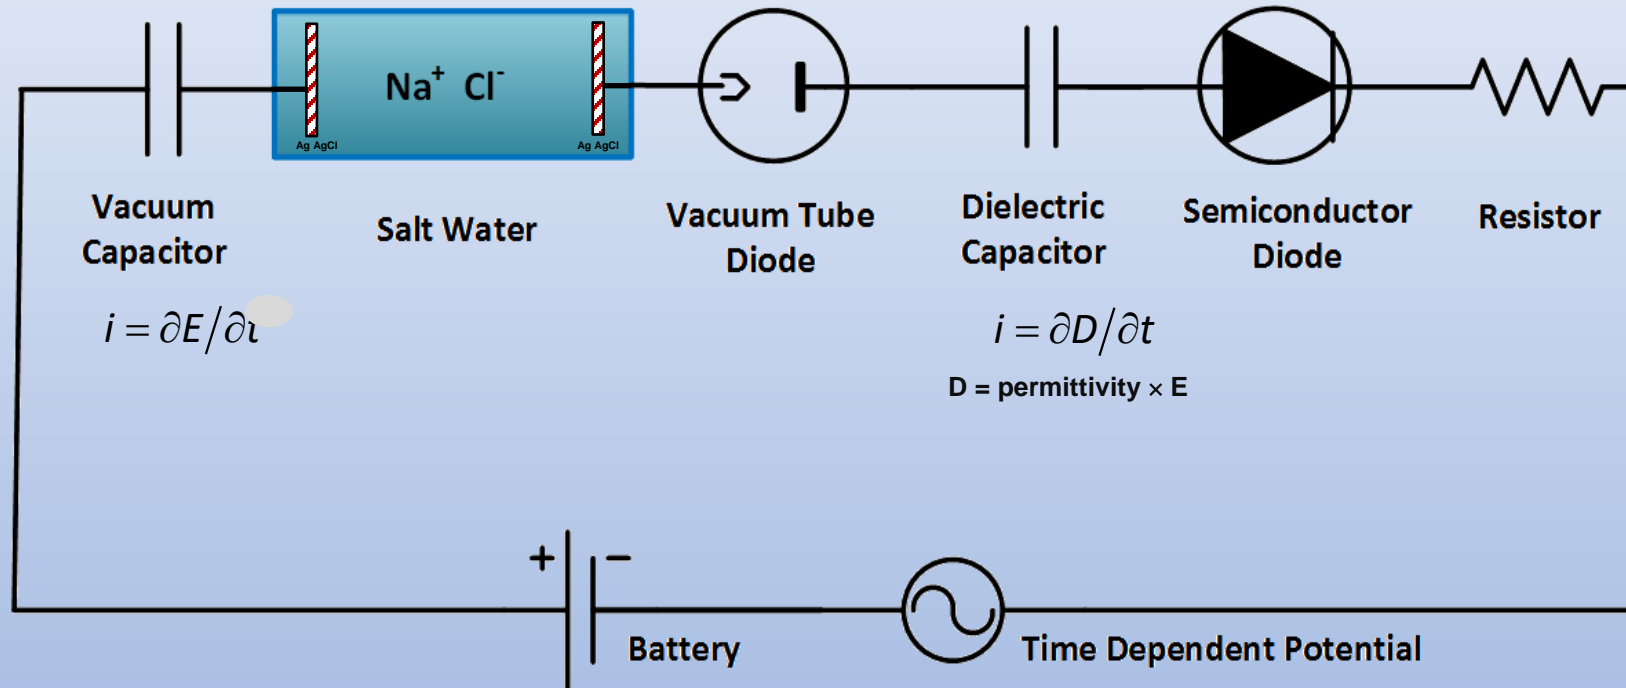 Na⁺ Cl⁻
Ag AgCl
Ag AgCl
Vacuum
Capacitor
Salt Water
Vacuum Tube
Diode
Dielectric
Capacitor
Semiconductor
Diode
Resistor
i = ∂E/∂t
i = ∂D/∂t
D = permittivity × E
+ −
Battery
Time Dependent Potential